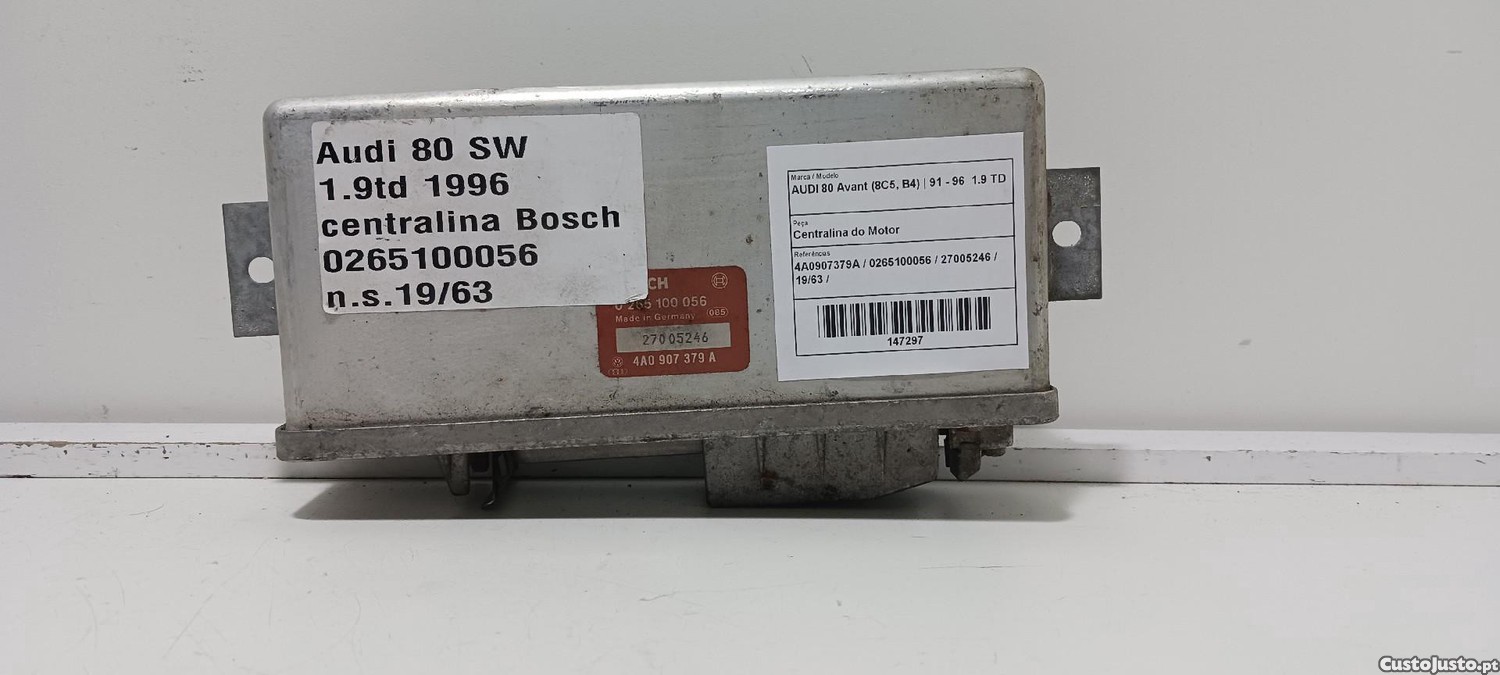 Audi 80 SW
1.9td 1996
centralina Bosch
0265100056
n.s.19/63
CH
0 265 100 056
Made in Germany (085)
27005246
4A0 907 379 A
Marca / Modelo
AUDI 80 Avant (8C5, B4) | 91 - 96 1.9 TD
Peça
Centralina do Motor
Referências
4A0907379A / 0265100056 / 27005246 /
19/63 /
147297
CustoJusto.pt